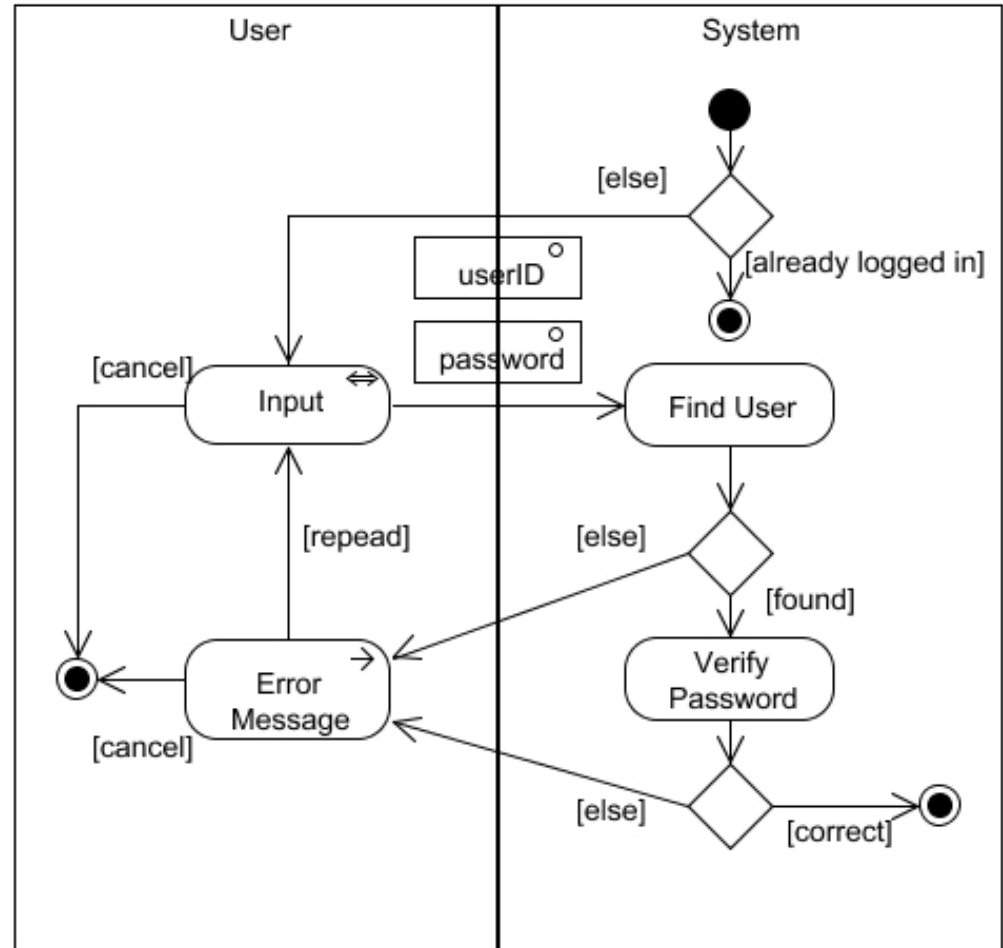 User
System
[else]
[already logged in]
userID
password
[cancel]
Input
Find User
[repead]
[else]
[found]
Error
Message
Verify
Password
[cancel]
[else]
[correct]